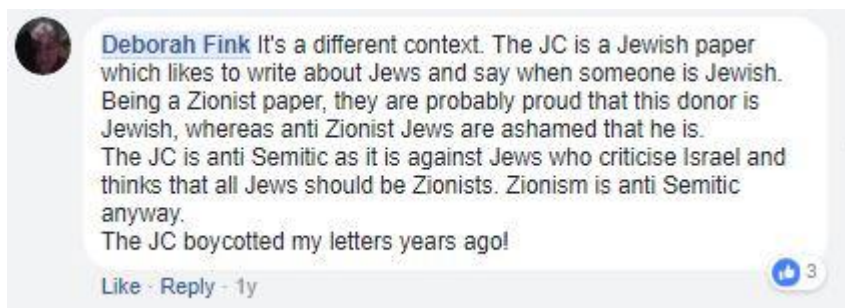 Deborah Fink It's a different context. The JC is a Jewish paper
which likes to write about Jews and say when someone is Jewish.
Being a Zionist paper, they are probably proud that this donor is
Jewish, whereas anti Zionist Jews are ashamed that he is.
The JC is anti Semitic as it is against Jews who criticise Israel and
thinks that all Jews should be Zionists. Zionism is anti Semitic
anyway.
The JC boycotted my letters years ago!
3
Like · Reply · 1y